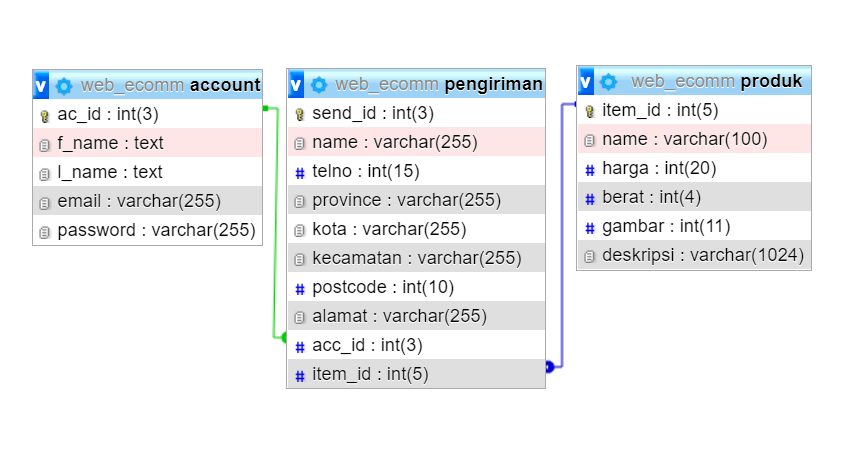 v web_ecomm account
ac_id : int(3)
f_name : text
l_name : text
email : varchar(255)
password : varchar(255)
v web_ecomm pengiriman
send_id : int(3)
name : varchar(255)
# telno : int(15)
province : varchar(255)
kota : varchar(255)
kecamatan : varchar(255)
# postcode : int(10)
alamat : varchar(255)
# acc_id : int(3)
# item_id : int(5)
v web_ecomm produk
item_id : int(5)
name : varchar(100)
# harga : int(20)
# berat : int(4)
# gambar : int(11)
deskripsi : varchar(1024)